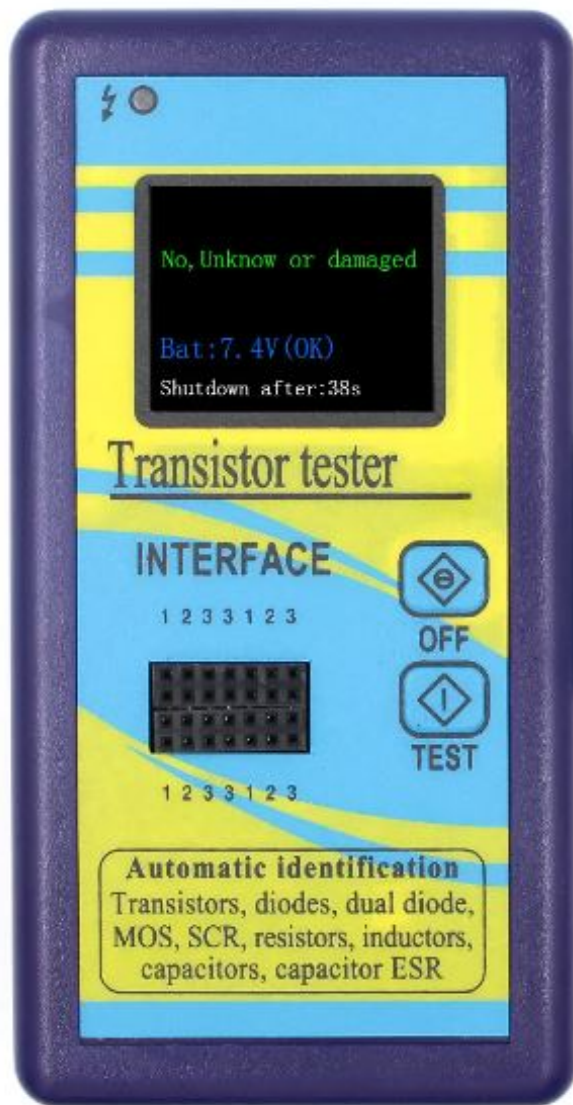 No,Unknow or damaged
Bat:7.4V(OK)
Shutdown after:38s
Transistor tester
INTERFACE
1 2 3 3 1 2 3
OFF
TEST
1 2 3 3 1 2 3
Automatic identification
Transistors, diodes, dual diode,
MOS, SCR, resistors, inductors,
capacitors, capacitor ESR